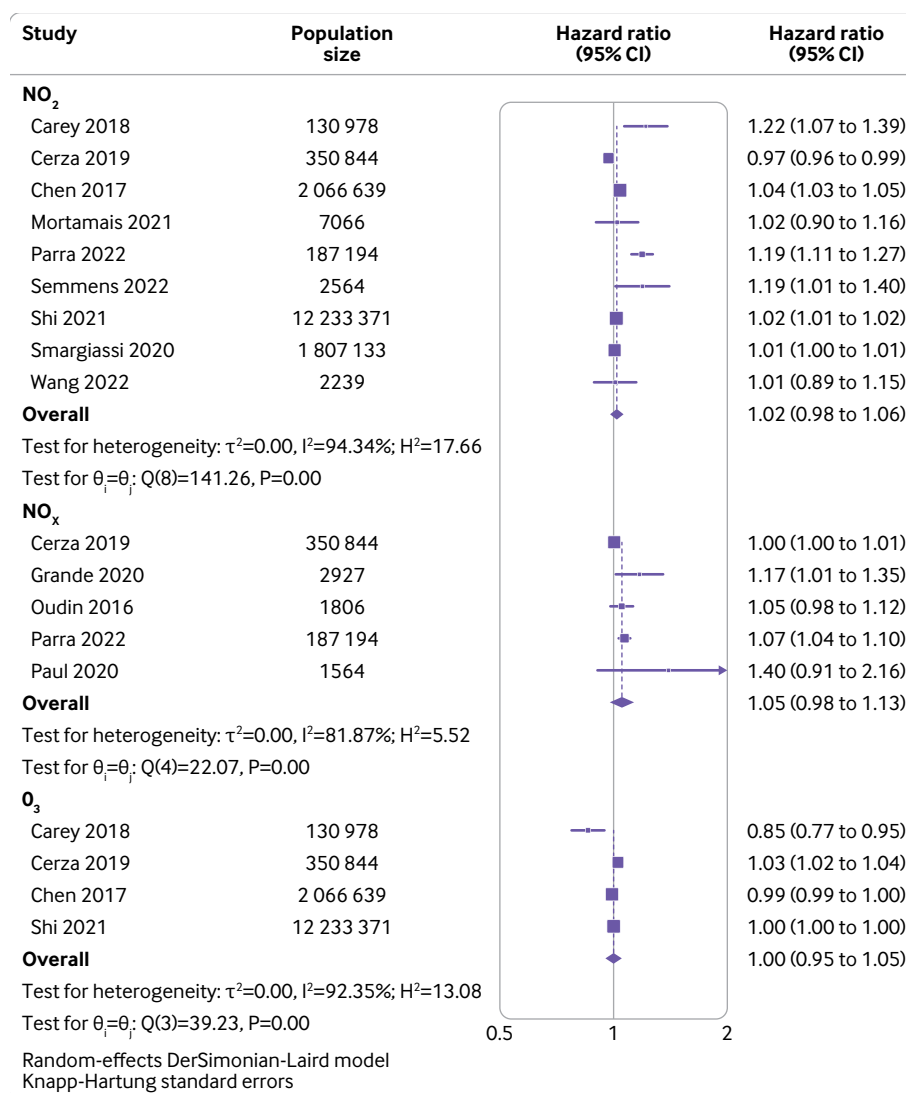 Study Population size Hazard ratio (95% CI) Hazard ratio (95% CI)
NO₂
Carey 2018 130 978 1.22 (1.07 to 1.39)
Cerza 2019 350 844 0.97 (0.96 to 0.99)
Chen 2017 2 066 639 1.04 (1.03 to 1.05)
Mortamais 2021 7066 1.02 (0.90 to 1.16)
Parra 2022 187 194 1.19 (1.11 to 1.27)
Semmens 2022 2564 1.19 (1.01 to 1.40)
Shi 2021 12 233 371 1.02 (1.01 to 1.02)
Smargiassi 2020 1 807 133 1.01 (1.00 to 1.01)
Wang 2022 2239 1.01 (0.89 to 1.15)
Overall 1.02 (0.98 to 1.06)
Test for heterogeneity: τ²=0.00, I²=94.34%; H²=17.66
Test for θᵢ=θⱼ: Q(8)=141.26, P=0.00
NOₓ
Cerza 2019 350 844 1.00 (1.00 to 1.01)
Grande 2020 2927 1.17 (1.01 to 1.35)
Oudin 2016 1806 1.05 (0.98 to 1.12)
Parra 2022 187 194 1.07 (1.04 to 1.10)
Paul 2020 1564 1.40 (0.91 to 2.16)
Overall 1.05 (0.98 to 1.13)
Test for heterogeneity: τ²=0.00, I²=81.87%; H²=5.52
Test for θᵢ=θⱼ: Q(4)=22.07, P=0.00
0₃
Carey 2018 130 978 0.85 (0.77 to 0.95)
Cerza 2019 350 844 1.03 (1.02 to 1.04)
Chen 2017 2 066 639 0.99 (0.99 to 1.00)
Shi 2021 12 233 371 1.00 (1.00 to 1.00)
Overall 1.00 (0.95 to 1.05)
Test for heterogeneity: τ²=0.00, I²=92.35%; H²=13.08
Test for θᵢ=θⱼ: Q(3)=39.23, P=0.00
0.5 1 2
Random-effects DerSimonian-Laird model
Knapp-Hartung standard errors